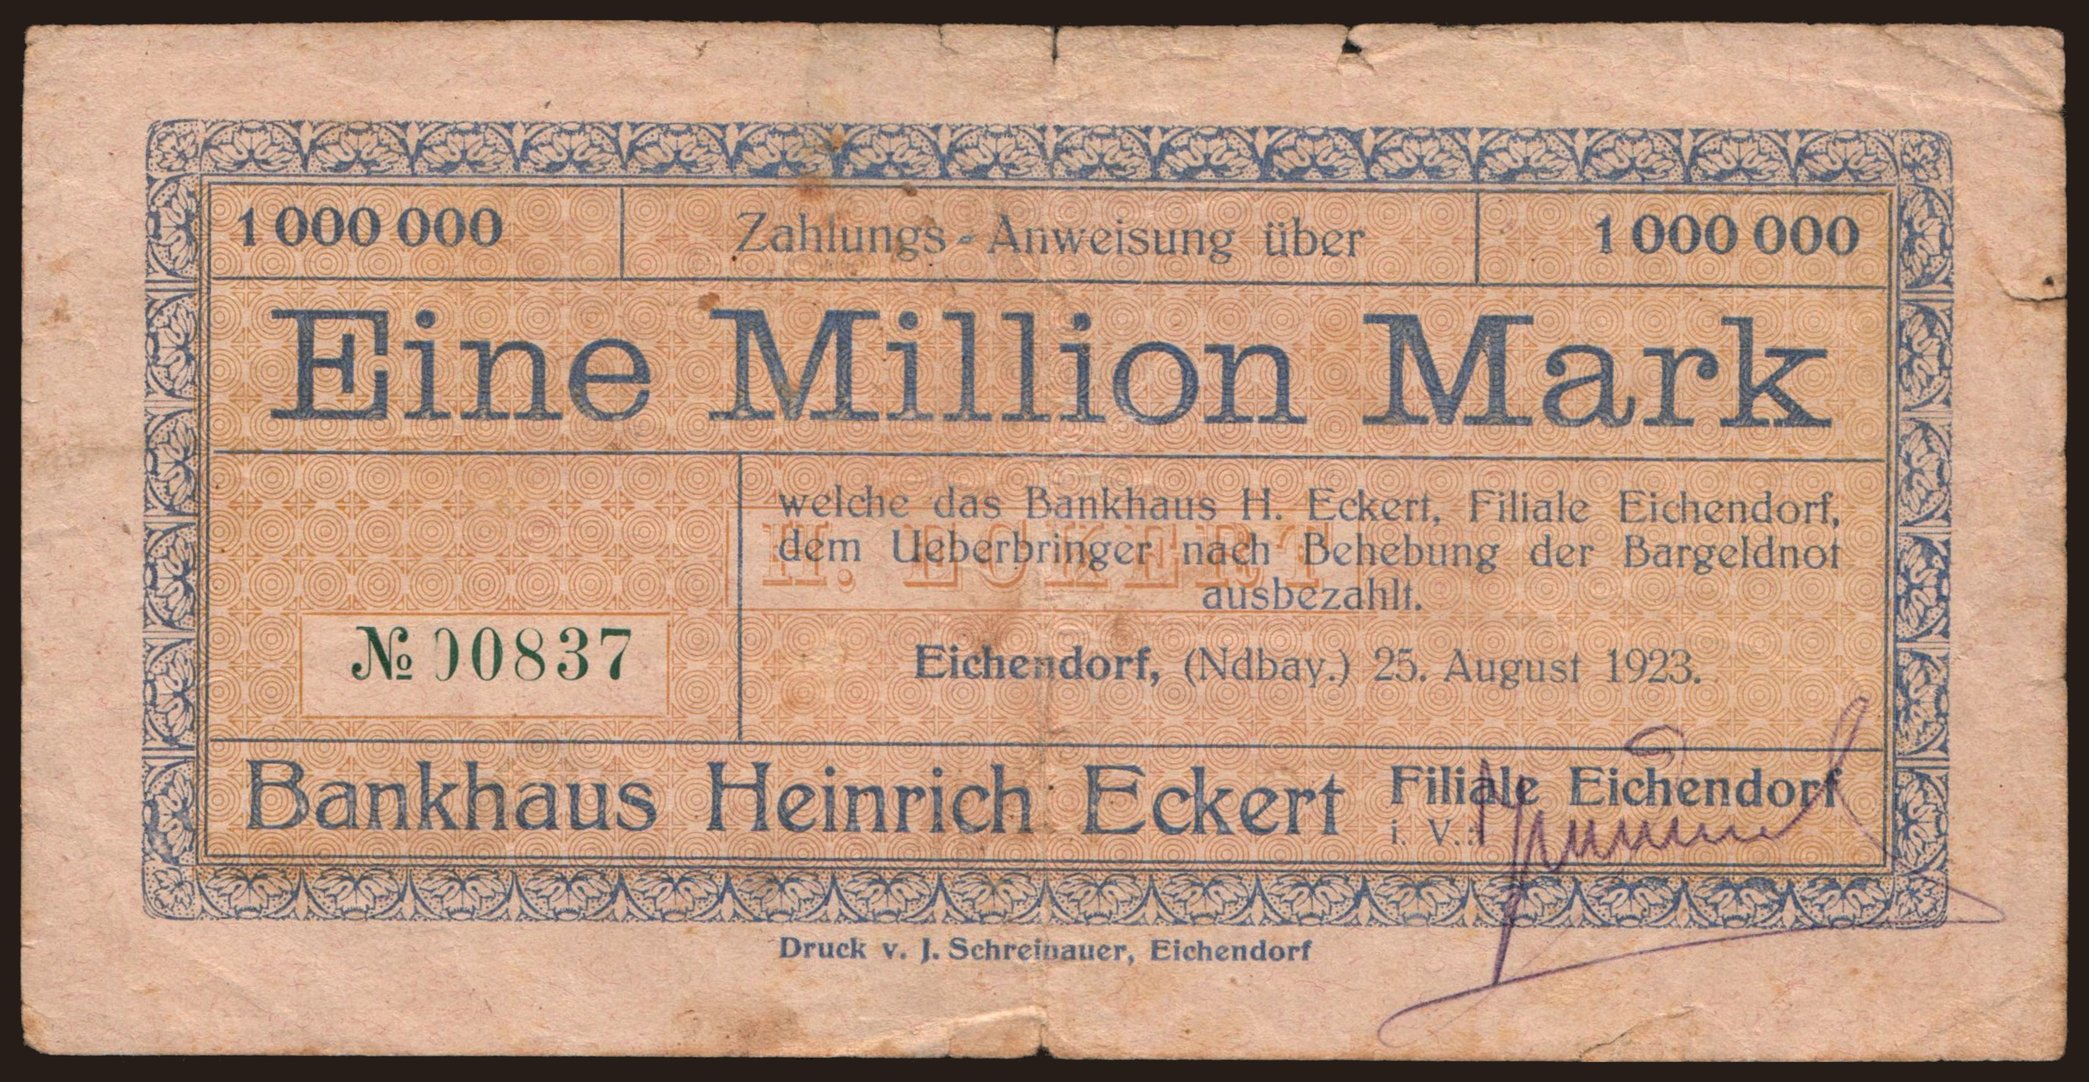 1 000 000 Zahlungs-Anweisung über 1 000 000
Eine Million Mark
welche das Bankhaus H. Eckert, Filiale Eichendorf,
dem Ueberbringer nach Behebung der Bargeldnot
ausbezahlt.
H. ECKERT
№ 00837
Eichendorf, (Ndbay.) 25. August 1923.
Bankhaus Heinrich Eckert Filiale Eichendorf
i. V.:
Druck v. J. Schreinauer, Eichendorf